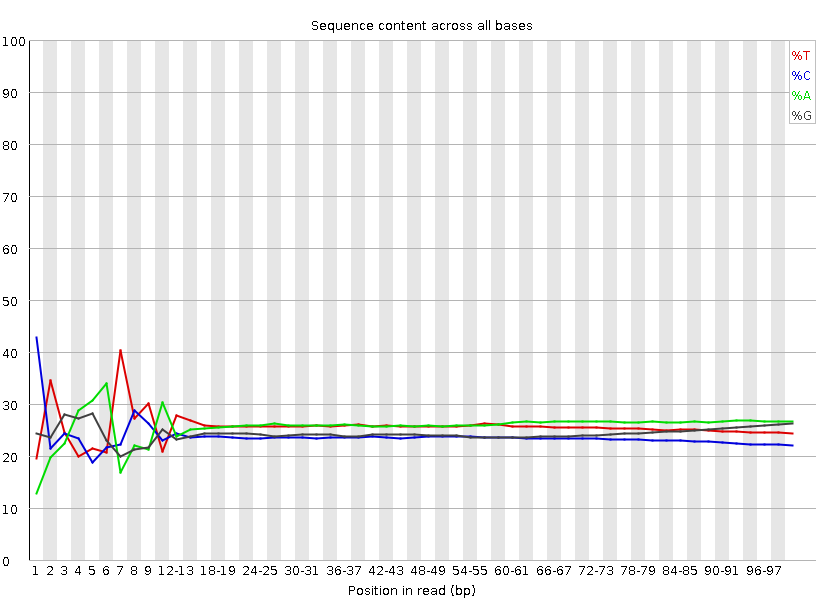 Sequence content across all bases
100
90
80
70
60
50
40
30
20
10
0
%T
%C
%A
%G
1 2 3 4 5 6 7 8 9 12-13 18-19 24-25 30-31 36-37 42-43 48-49 54-55 60-61 66-67 72-73 78-79 84-85 90-91 96-97
Position in read (bp)